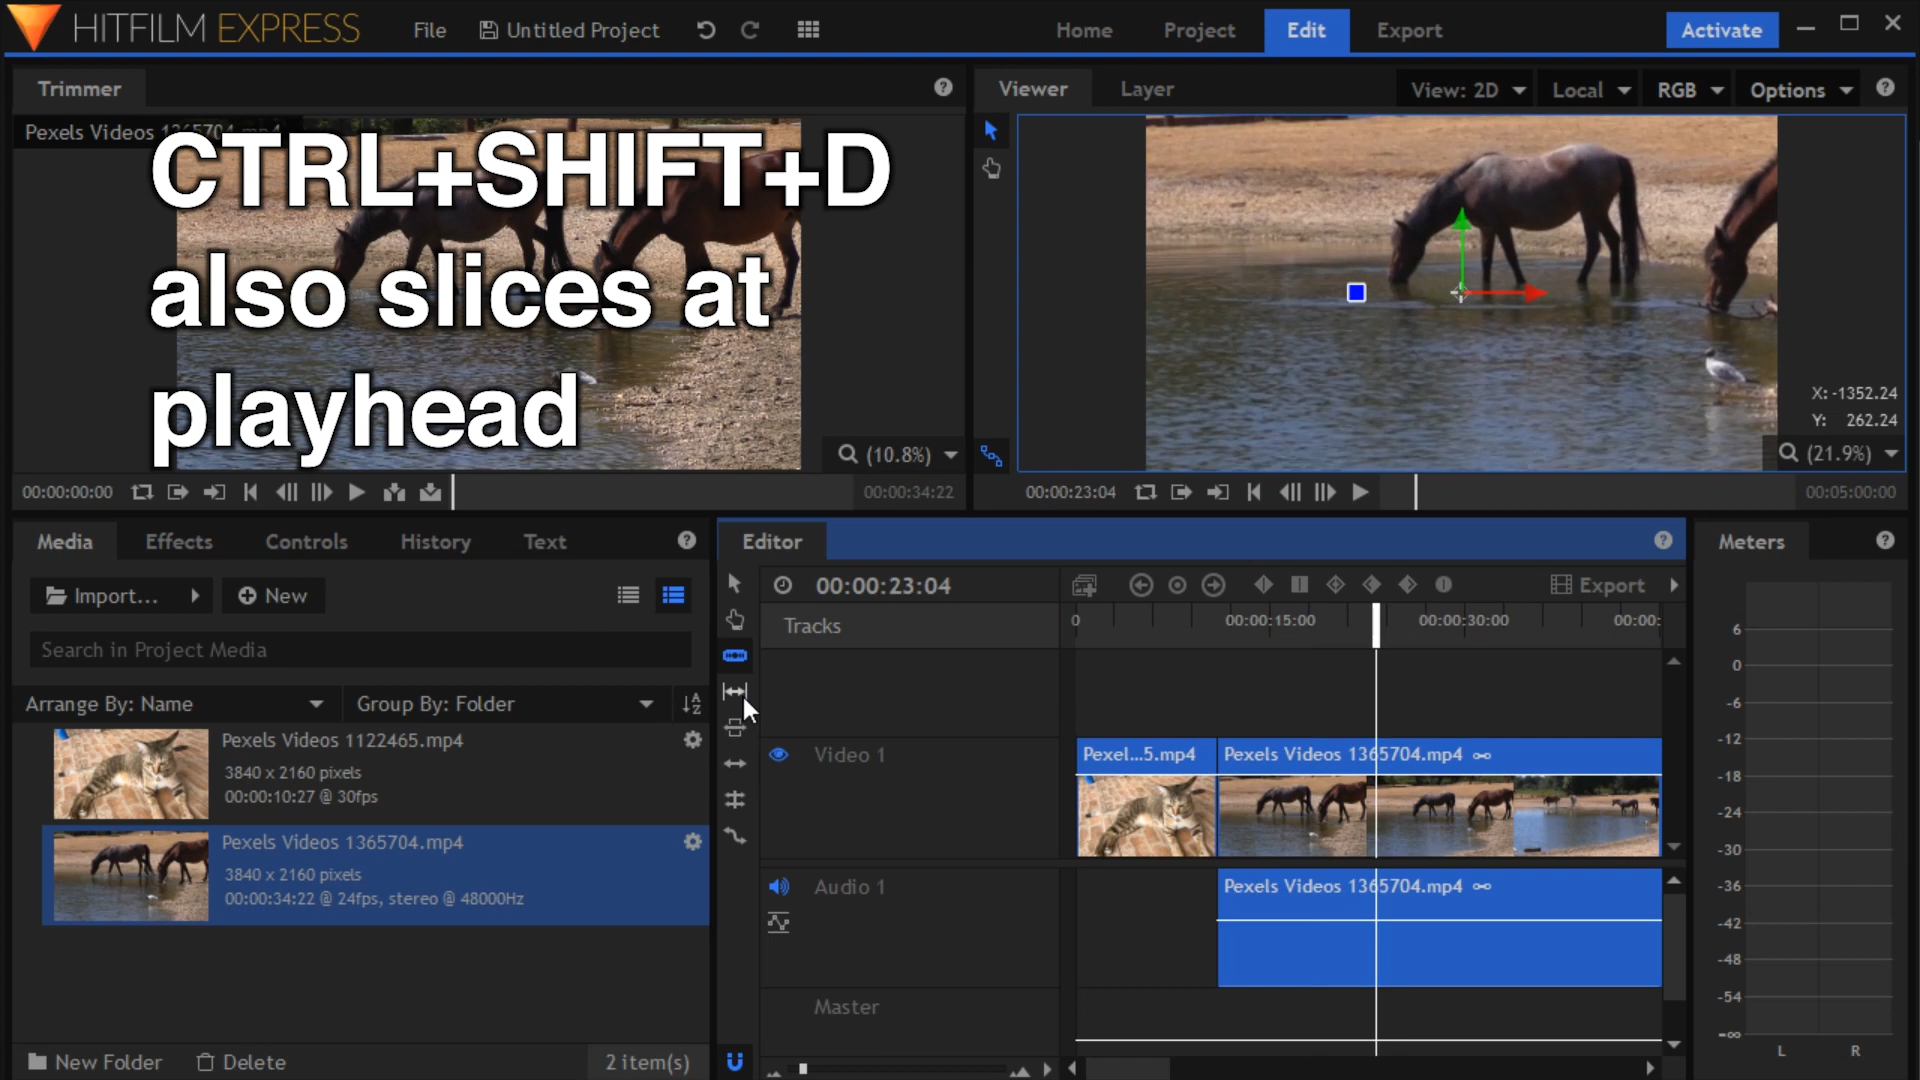 HITFILM EXPRESS
File
Untitled Project
Home
Project
Edit
Export
Activate
Trimmer
Pexels Videos 1365704.mp4
CTRL+SHIFT+D
also slices at
playhead
(10.8%)
00:00:00:00
00:00:34:22
Viewer
Layer
View: 2D
Local
RGB
Options
X: -1352.24
Y: 262.24
(21.9%)
00:00:23:04
00:05:00:00
Media
Effects
Controls
History
Text
Import...
New
Search in Project Media
Arrange By: Name
Group By: Folder
Pexels Videos 1122465.mp4
3840 x 2160 pixels
00:00:10:27 @ 30fps
Pexels Videos 1365704.mp4
3840 x 2160 pixels
00:00:34:22 @ 24fps, stereo @ 48000Hz
New Folder
Delete
2 item(s)
Editor
00:00:23:04
Export
Tracks
0
00:00:15:00
00:00:30:00
00:00:
Video 1
Pexel...5.mp4
Pexels Videos 1365704.mp4
Audio 1
Pexels Videos 1365704.mp4
Master
Meters
6
0
-6
-12
-18
-24
-30
-36
-42
-48
-54
-∞
L
R